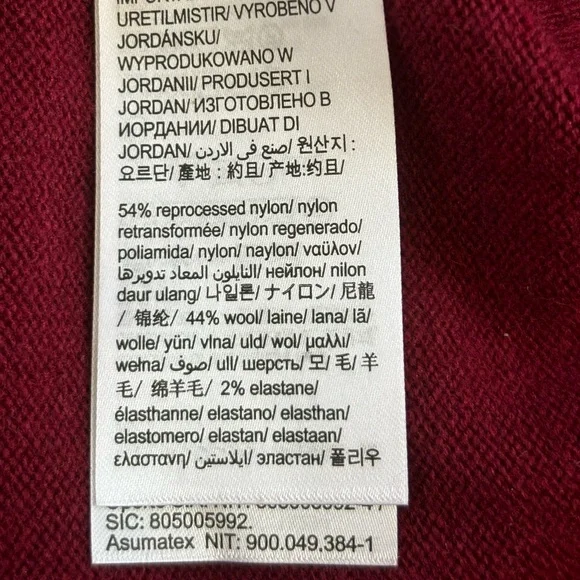 URETILMISTIR/ VYROBENO V
JORDÁNSKU/
WYPRODUKOWANO W
JORDANII/ PRODUSERT I
JORDAN/ ИЗГОТОВЛЕНО В
ИОРДАНИИ/ DIBUAT DI
JORDAN/ صنع في الاردن/ 원산지 :
요르단/ 產地 : 約旦/ 产地:约旦/
54% reprocessed nylon/ nylon
retransformée/ nylon regenerado/
poliamida/ nylon/ naylon/ ναϋλον/
النايلون المعاد تدويرها/ нейлон/ nilon
daur ulang/ 나일론/ ナイロン/ 尼龍
/ 锦纶/ 44% wool/ laine/ lana/ lã/
wolle/ yün/ vlna/ uld/ wol/ μαλλι/
wełna/ صوف/ ull/ шерсть/ 모/ 毛/ 羊
毛/ 绵羊毛/ 2% elastane/
élasthanne/ elastano/ elasthan/
elastomero/ elastan/ elastaan/
ελαστανη/ ايلاستين/ эластан/ 폴리우
SIC: 805005992.
Asumatex NIT: 900.049.384-1